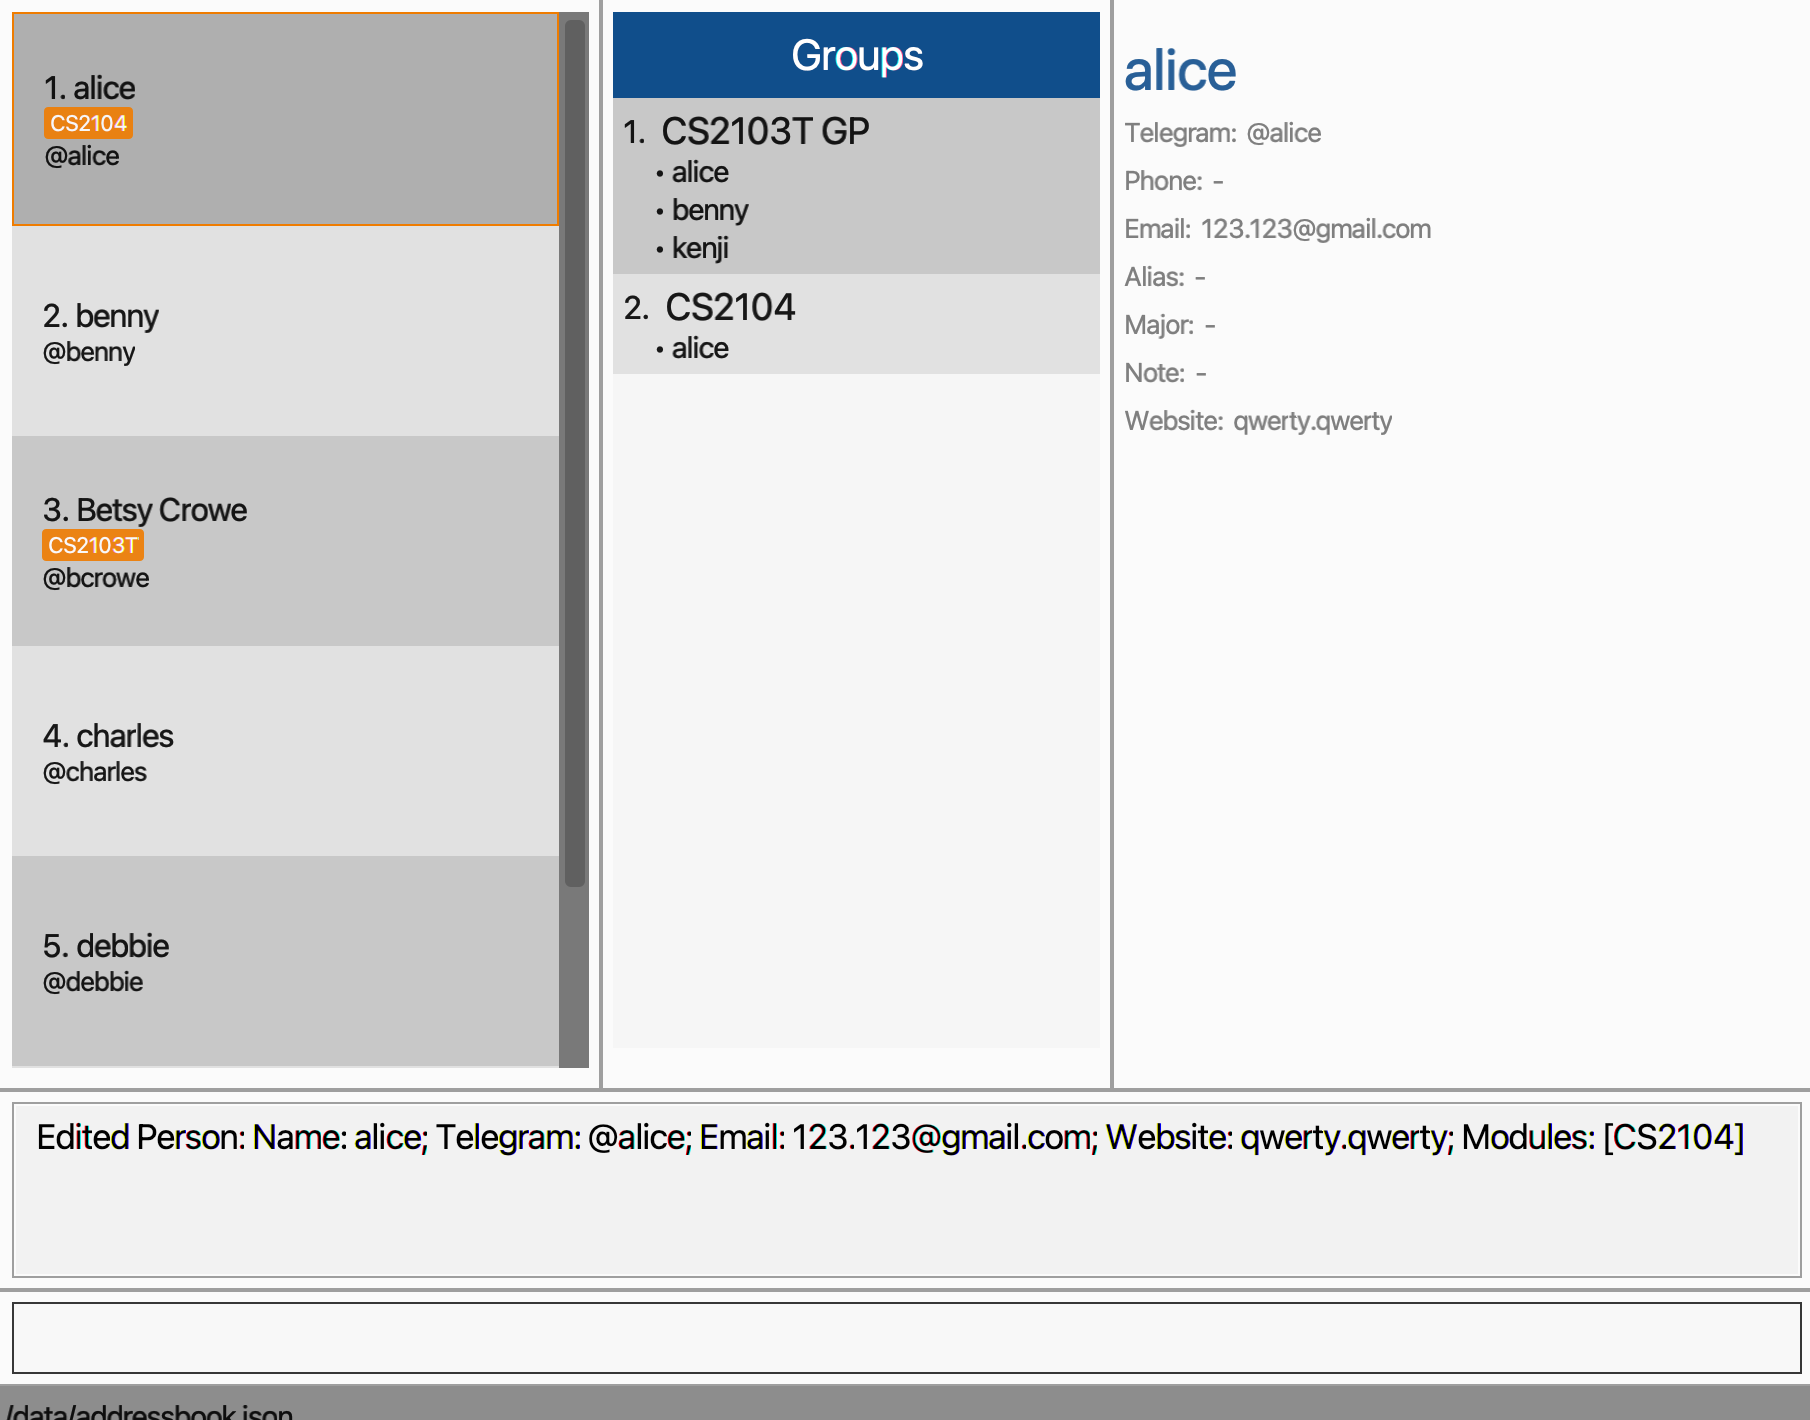 1. alice
CS2104
@alice
2. benny
@benny
3. Betsy Crowe
CS2103T
@bcrowe
4. charles
@charles
5. debbie
@debbie
Groups
1. CS2103T GP
• alice
• benny
• kenji
2. CS2104
• alice
alice
Telegram: @alice
Phone: -
Email: 123.123@gmail.com
Alias: -
Major: -
Note: -
Website: qwerty.qwerty
Edited Person: Name: alice; Telegram: @alice; Email: 123.123@gmail.com; Website: qwerty.qwerty; Modules: [CS2104]
/data/addressbook.json